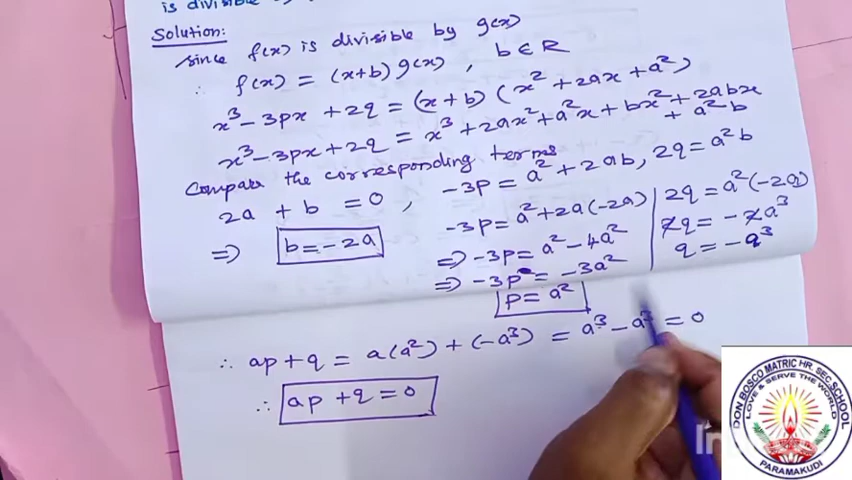 is divisible by
Solution:
since f(x) is divisible by g(x)
∴ f(x) = (x+b) g(x) , b ∈ R
x³ - 3px + 2q = (x+b) (x² + 2ax + a²)
x³ - 3px + 2q = x³ + 2ax² + a²x + bx² + 2abx
+ a²b
Compare the corresponding terms
2a + b = 0 , -3p = a² + 2ab, 2q = a²b
⇒ b = -2a
-3p = a² + 2a(-2a)
⇒ -3p = a² - 4a²
⇒ -3p = -3a²
p = a²
2q = a²(-2a)
2q = -2a³
q = -a³
∴ ap + q = a(a²) + (-a³) = a³ - a³ = 0
∴ ap + q = 0
DON BOSCO MATRIC HR. SEC. SCHOOL
LOVE & SERVE THE WORLD
PARAMAKUDI